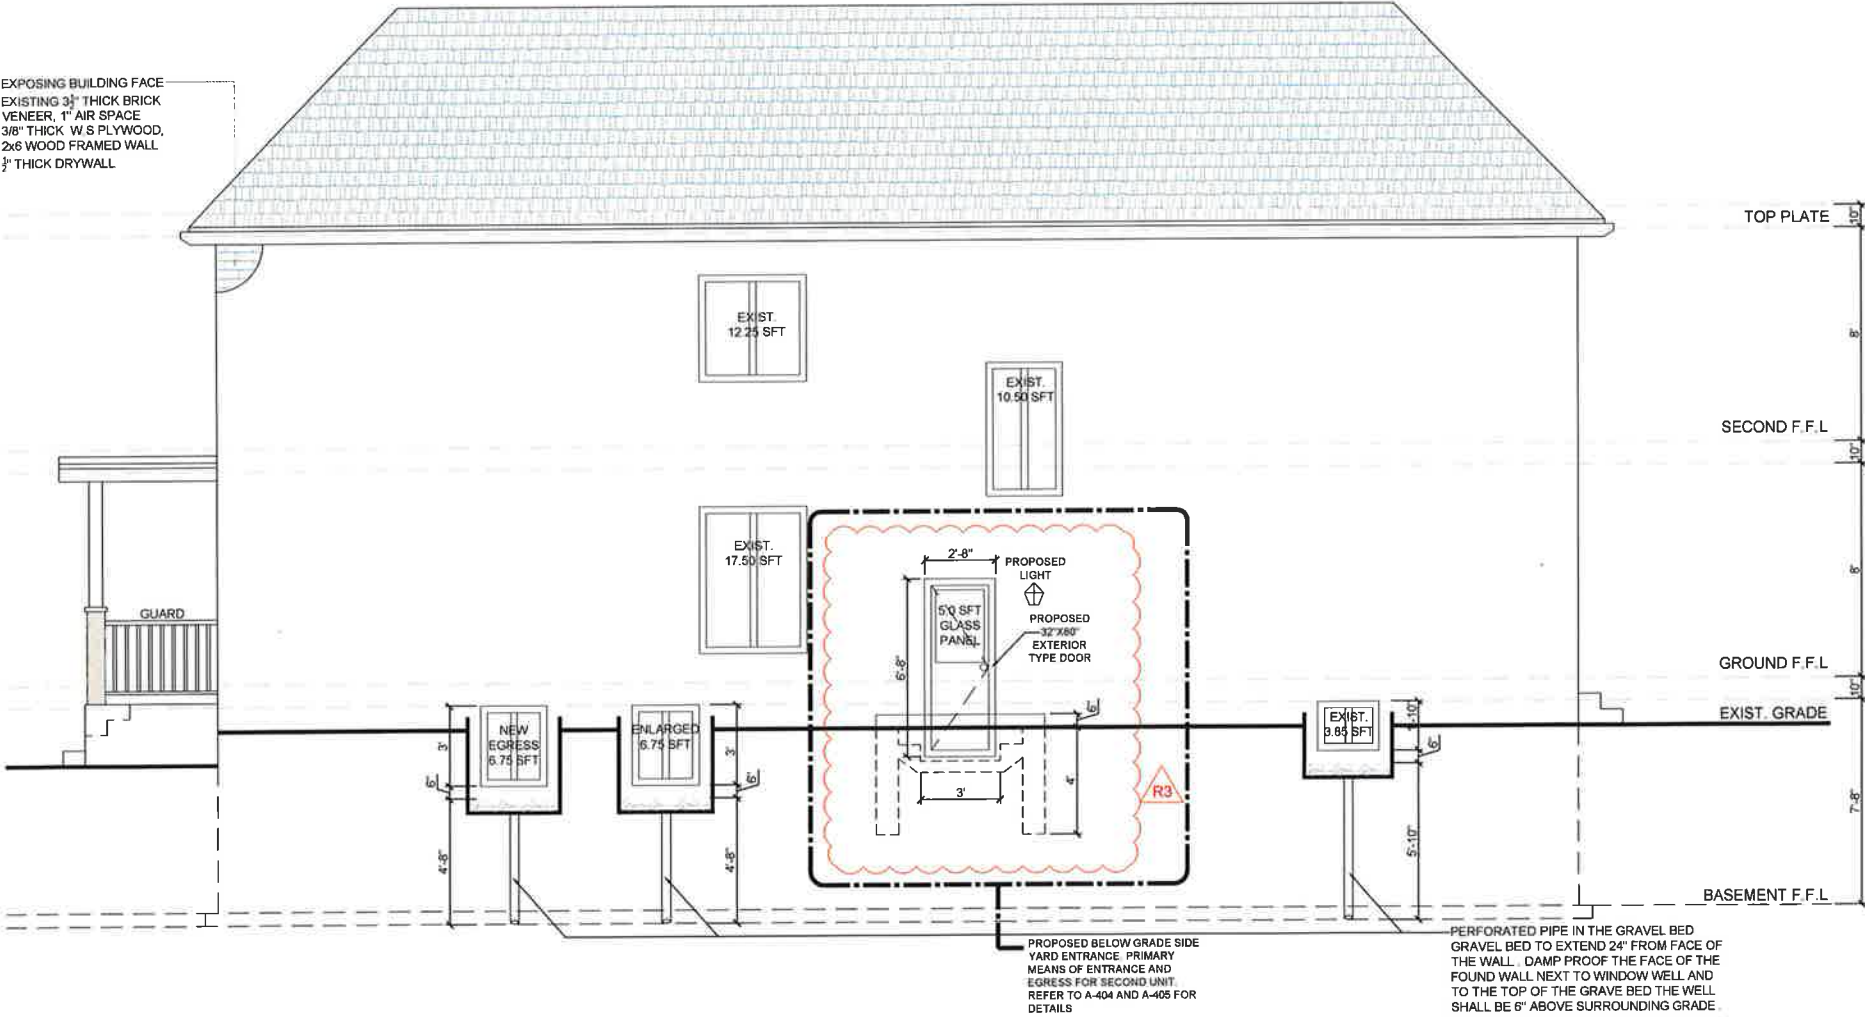 EXPOSING BUILDING FACE
EXISTING 3½" THICK BRICK
VENEER, 1" AIR SPACE
3/8" THICK W.S PLYWOOD,
2x6 WOOD FRAMED WALL
½" THICK DRYWALL
TOP PLATE
10"
EXIST.
12.25 SFT
8'
EXIST.
10.50 SFT
SECOND F.F.L
10"
EXIST.
17.50 SFT
2'-8"
PROPOSED
LIGHT
8'
GUARD
5.0 SFT
GLASS
PANEL
PROPOSED
32"X80"
EXTERIOR
TYPE DOOR
6'-8"
GROUND F.F.L
10"
EXIST. GRADE
NEW
EGRESS
6.75 SFT
3'
6"
4'-8"
ENLARGED
6.75 SFT
3'
6"
4'-8"
6"
4'
3'
R3
EXIST.
3.65 SFT
1'-10"
6"
5'-10"
7'-8"
BASEMENT F.F.L
PROPOSED BELOW GRADE SIDE
YARD ENTRANCE. PRIMARY
MEANS OF ENTRANCE AND
EGRESS FOR SECOND UNIT.
REFER TO A-404 AND A-405 FOR
DETAILS
PERFORATED PIPE IN THE GRAVEL BED
GRAVEL BED TO EXTEND 24" FROM FACE OF
THE WALL. DAMP PROOF THE FACE OF THE
FOUND WALL NEXT TO WINDOW WELL AND
TO THE TOP OF THE GRAVE BED THE WELL
SHALL BE 6" ABOVE SURROUNDING GRADE.